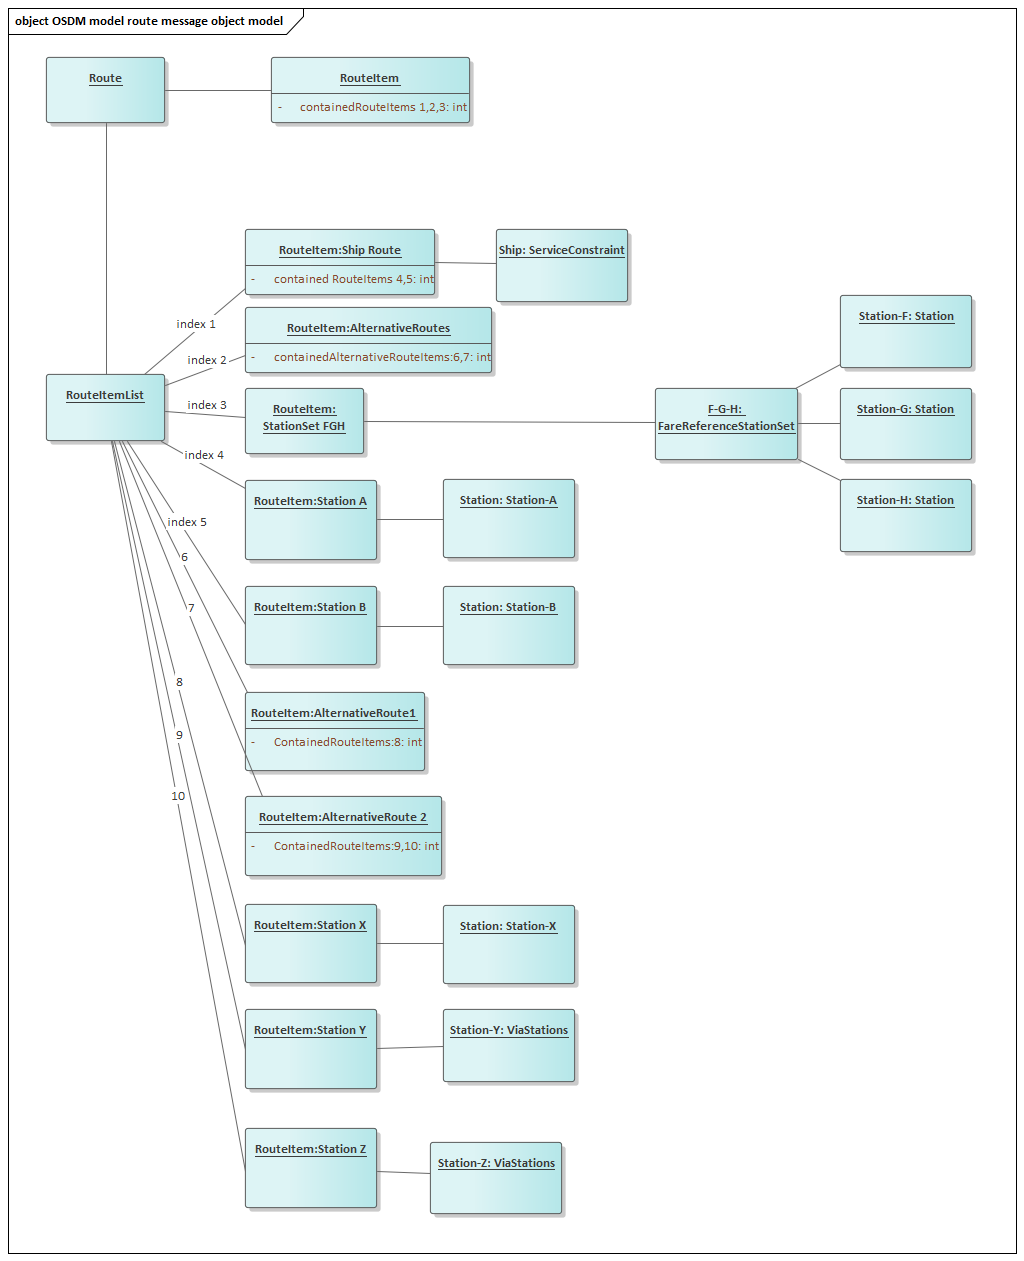 object OSDM model route message object model
Route
RouteItem
- containedRouteItems 1,2,3: int
RouteItem:Ship Route
- contained RouteItems 4,5: int
Ship: ServiceConstraint
index 1
RouteItem:AlternativeRoutes
- containedAlternativeRouteItems:6,7: int
index 2
Station-F: Station
RouteItemList
index 3
RouteItem:
StationSet FGH
F-G-H:
FareReferenceStationSet
Station-G: Station
index 4
RouteItem:Station A
Station: Station-A
Station-H: Station
index 5
6
7
RouteItem:Station B
Station: Station-B
8
9
10
RouteItem:AlternativeRoute1
- ContainedRouteItems:8: int
RouteItem:AlternativeRoute 2
- ContainedRouteItems:9,10: int
RouteItem:Station X
Station: Station-X
RouteItem:Station Y
Station-Y: ViaStations
RouteItem:Station Z
Station-Z: ViaStations